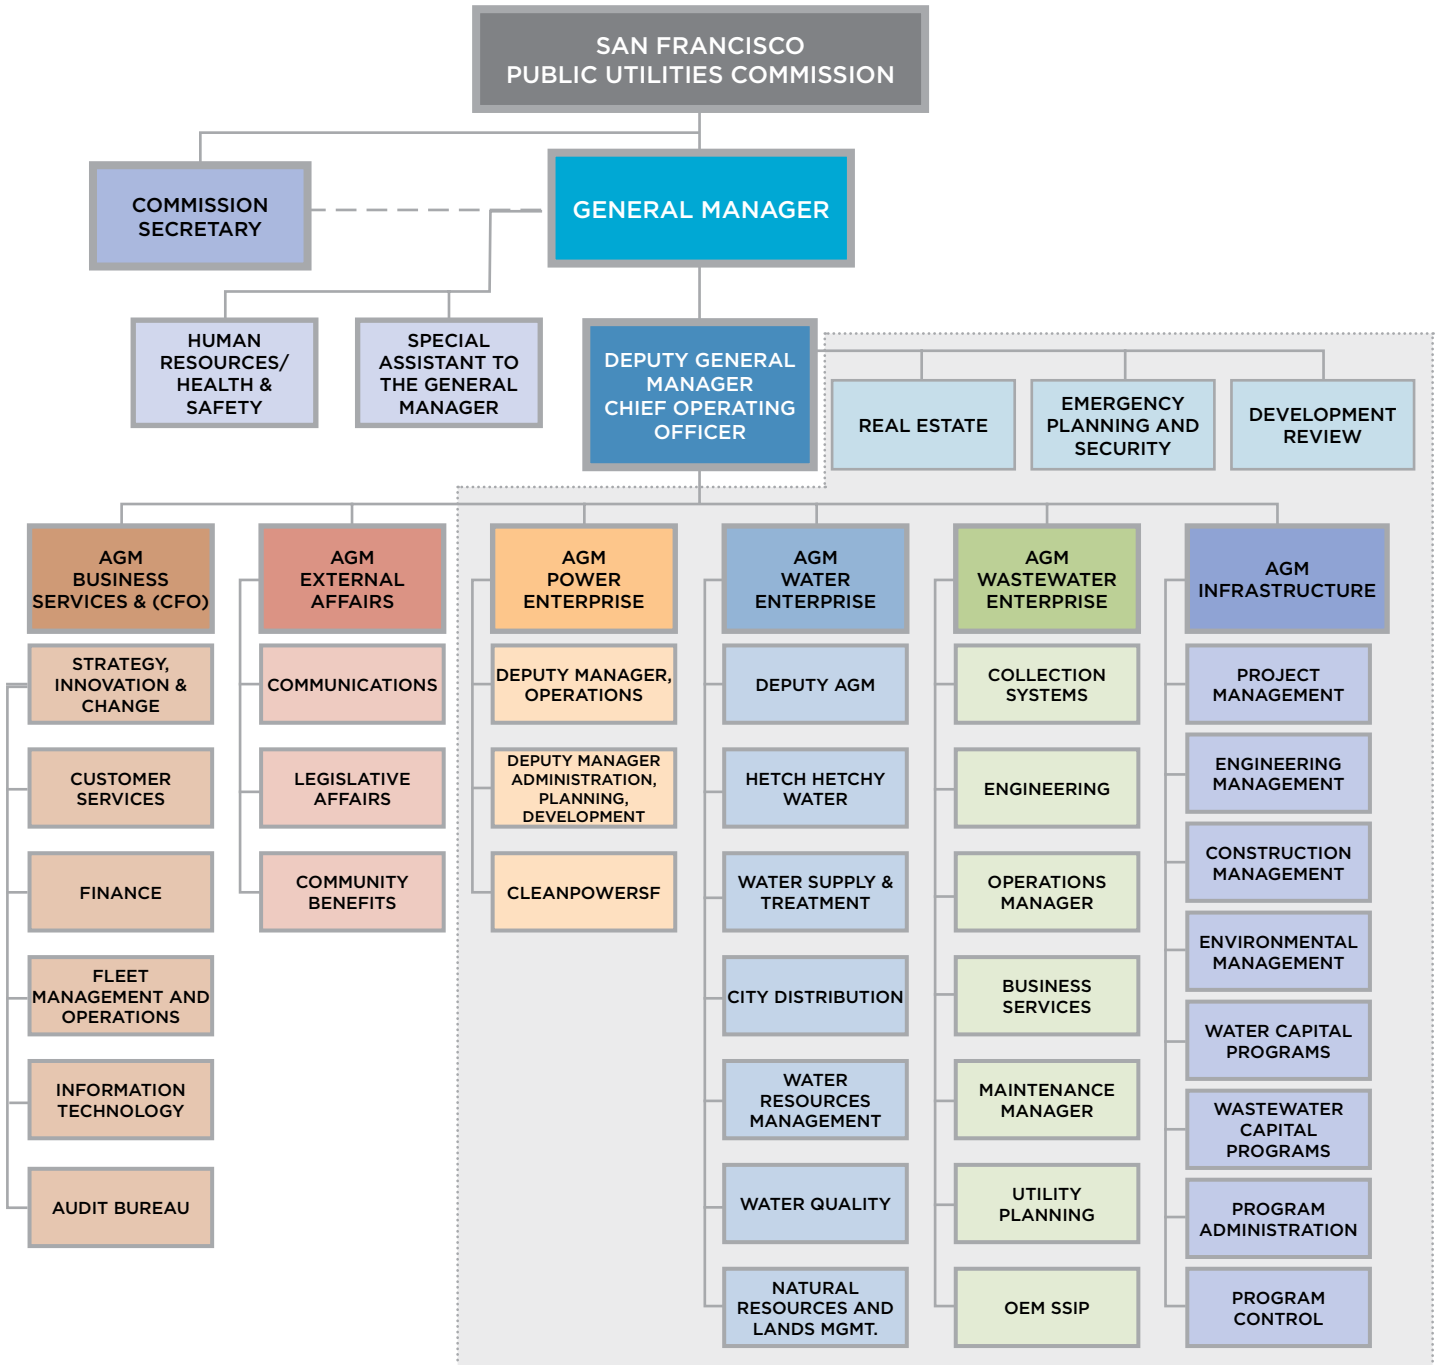 SAN FRANCISCO
PUBLIC UTILITIES COMMISSION
COMMISSION
SECRETARY
GENERAL MANAGER
HUMAN
RESOURCES/
HEALTH &
SAFETY
SPECIAL
ASSISTANT TO
THE GENERAL
MANAGER
DEPUTY GENERAL
MANAGER
CHIEF OPERATING
OFFICER
REAL ESTATE
EMERGENCY
PLANNING AND
SECURITY
DEVELOPMENT
REVIEW
AGM
BUSINESS
SERVICES & (CFO)
STRATEGY,
INNOVATION &
CHANGE
CUSTOMER
SERVICES
FINANCE
FLEET
MANAGEMENT AND
OPERATIONS
INFORMATION
TECHNOLOGY
AUDIT BUREAU
AGM
EXTERNAL
AFFAIRS
COMMUNICATIONS
LEGISLATIVE
AFFAIRS
COMMUNITY
BENEFITS
AGM
POWER
ENTERPRISE
DEPUTY MANAGER,
OPERATIONS
DEPUTY MANAGER
ADMINISTRATION,
PLANNING,
DEVELOPMENT
CLEANPOWERSF
AGM
WATER
ENTERPRISE
DEPUTY AGM
HETCH HETCHY
WATER
WATER SUPPLY &
TREATMENT
CITY DISTRIBUTION
WATER
RESOURCES
MANAGEMENT
WATER QUALITY
NATURAL
RESOURCES AND
LANDS MGMT.
AGM
WASTEWATER
ENTERPRISE
COLLECTION
SYSTEMS
ENGINEERING
OPERATIONS
MANAGER
BUSINESS
SERVICES
MAINTENANCE
MANAGER
UTILITY
PLANNING
OEM SSIP
AGM
INFRASTRUCTURE
PROJECT
MANAGEMENT
ENGINEERING
MANAGEMENT
CONSTRUCTION
MANAGEMENT
ENVIRONMENTAL
MANAGEMENT
WATER CAPITAL
PROGRAMS
WASTEWATER
CAPITAL
PROGRAMS
PROGRAM
ADMINISTRATION
PROGRAM
CONTROL